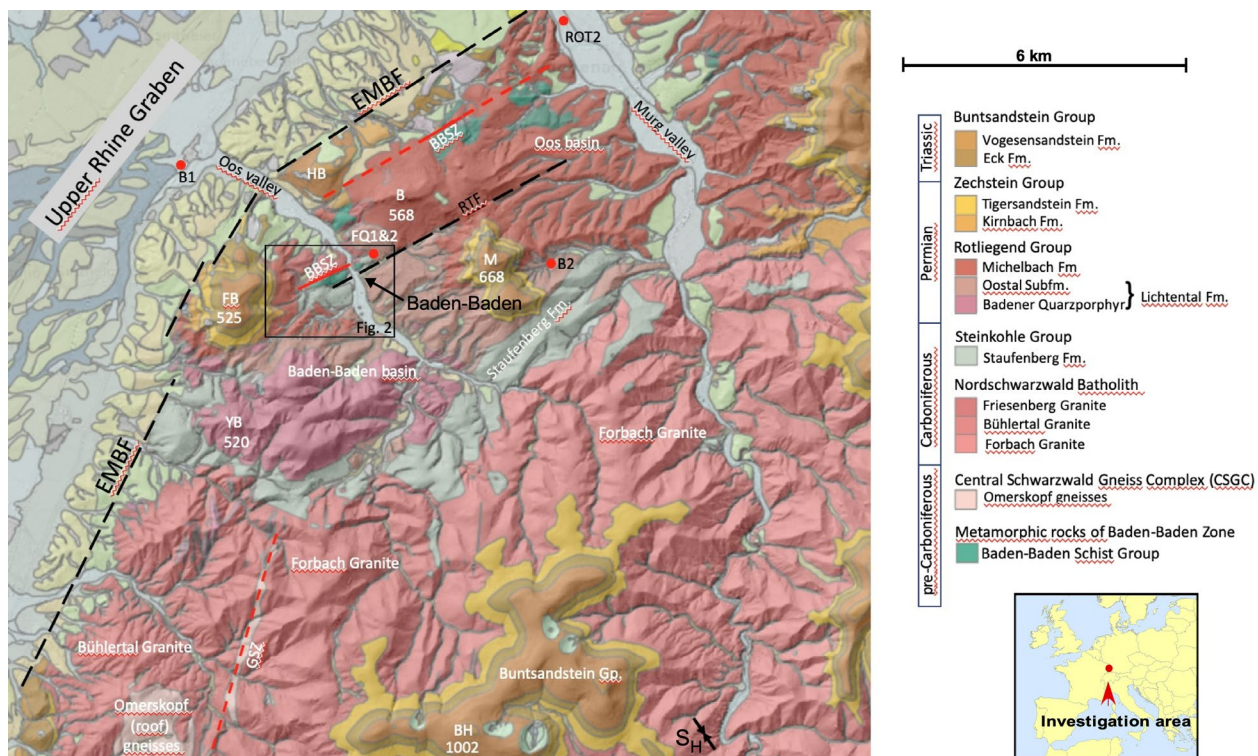 Upper Rhine Graben
EMBF
ROT2
BBSZ
Murg valley
Oos basin
Oos valley
B1
HB
B
568
RTF
FQ1&2
BBSZ
M
668
B2
Baden-Baden
FB
525
Fig. 2
Staufenberg Fm.
Baden-Baden basin
YB
520
Forbach Granite
EMBF
Forbach Granite
Bühlertal Granite
GSZ
Omerskopf
(roof)
gneisses
Buntsandstein Gp.
BH
1002
SH
6 km
Triassic
Buntsandstein Group
Vogesensandstein Fm.
Eck Fm.
Permian
Zechstein Group
Tigersandstein Fm.
Kirnbach Fm.
Rotliegend Group
Michelbach Fm
Oostal Subfm.
Badener Quarzporphyr
} Lichtental Fm.
Carboniferous
Steinkohle Group
Staufenberg Fm.
Nordschwarzwald Batholith
Friesenberg Granite
Bühlertal Granite
Forbach Granite
pre-Carboniferous
Central Schwarzwald Gneiss Complex (CSGC)
Omerskopf gneisses
Metamorphic rocks of Baden-Baden Zone
Baden-Baden Schist Group
Investigation area